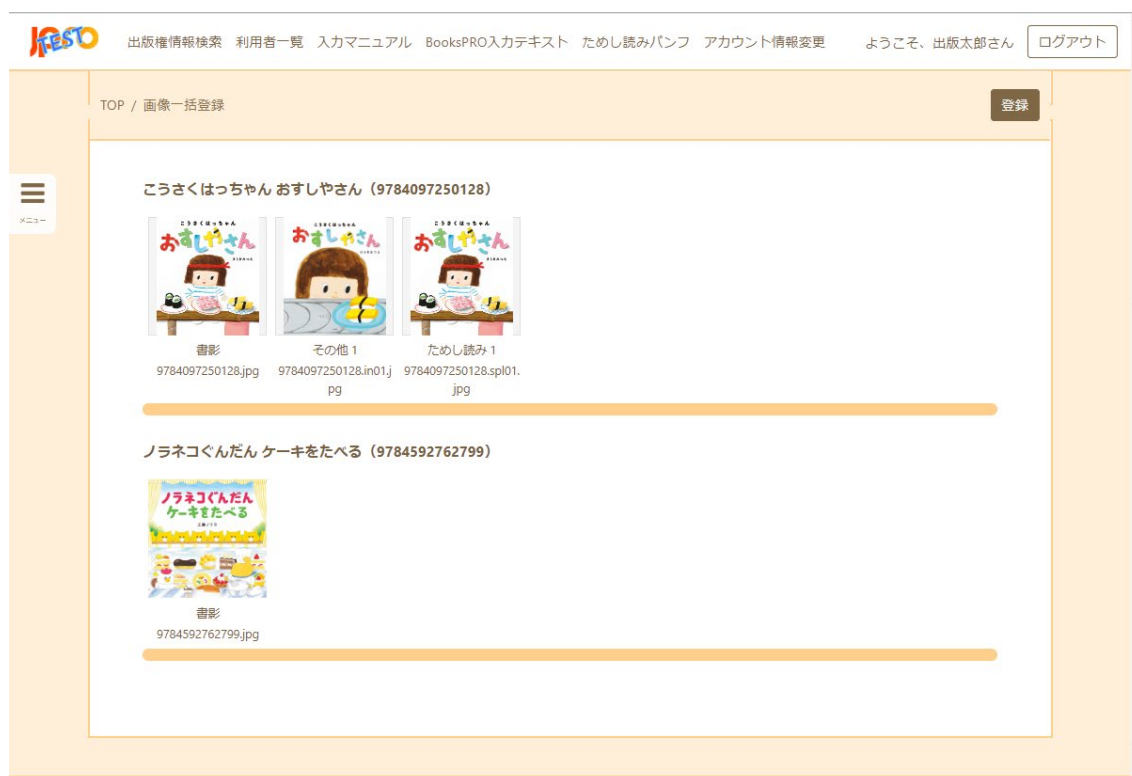 JPTESTO
出版権情報検索 利用者一覧 入力マニュアル BooksPRO入力テキスト ためし読みパンフ アカウント情報変更 ようこそ、出版太郎さん ログアウト
TOP / 画像一括登録 登録
メニュー
こうさくはっちゃん おすしやさん（9784097250128）
こうさくはっちゃん こうさくはっちゃん こうさくはっちゃん
おすしやさん おすしやさん おすしやさん
書影 その他 1 ためし読み 1
9784097250128.jpg 9784097250128.in01.j 9784097250128.spl01.
pg jpg
ノラネコぐんだん ケーキをたべる（9784592762799）
ノラネコぐんだん
ケーキをたべる
工藤ノリコ
書影
9784592762799.jpg